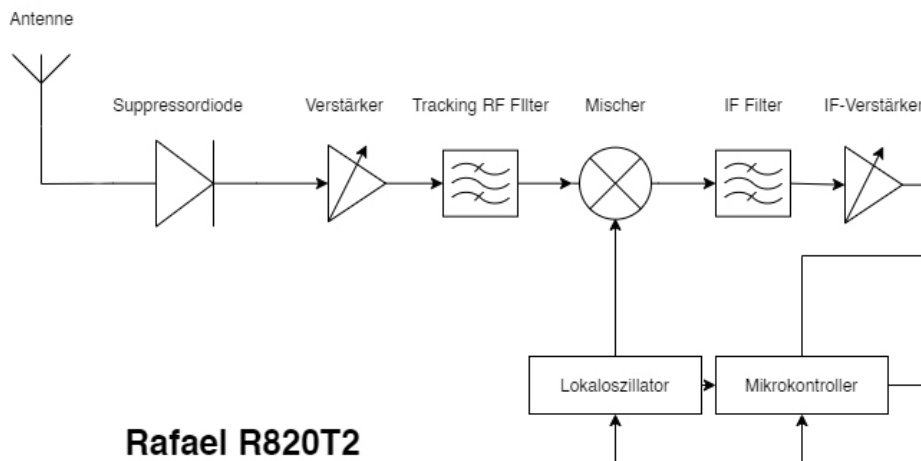 Antenne
Suppressordiode
Verstärker
Tracking RF FIlter
Mischer
IF Filter
IF-Verstärker
Lokaloszillator
Mikrokontroller
Rafael R820T2